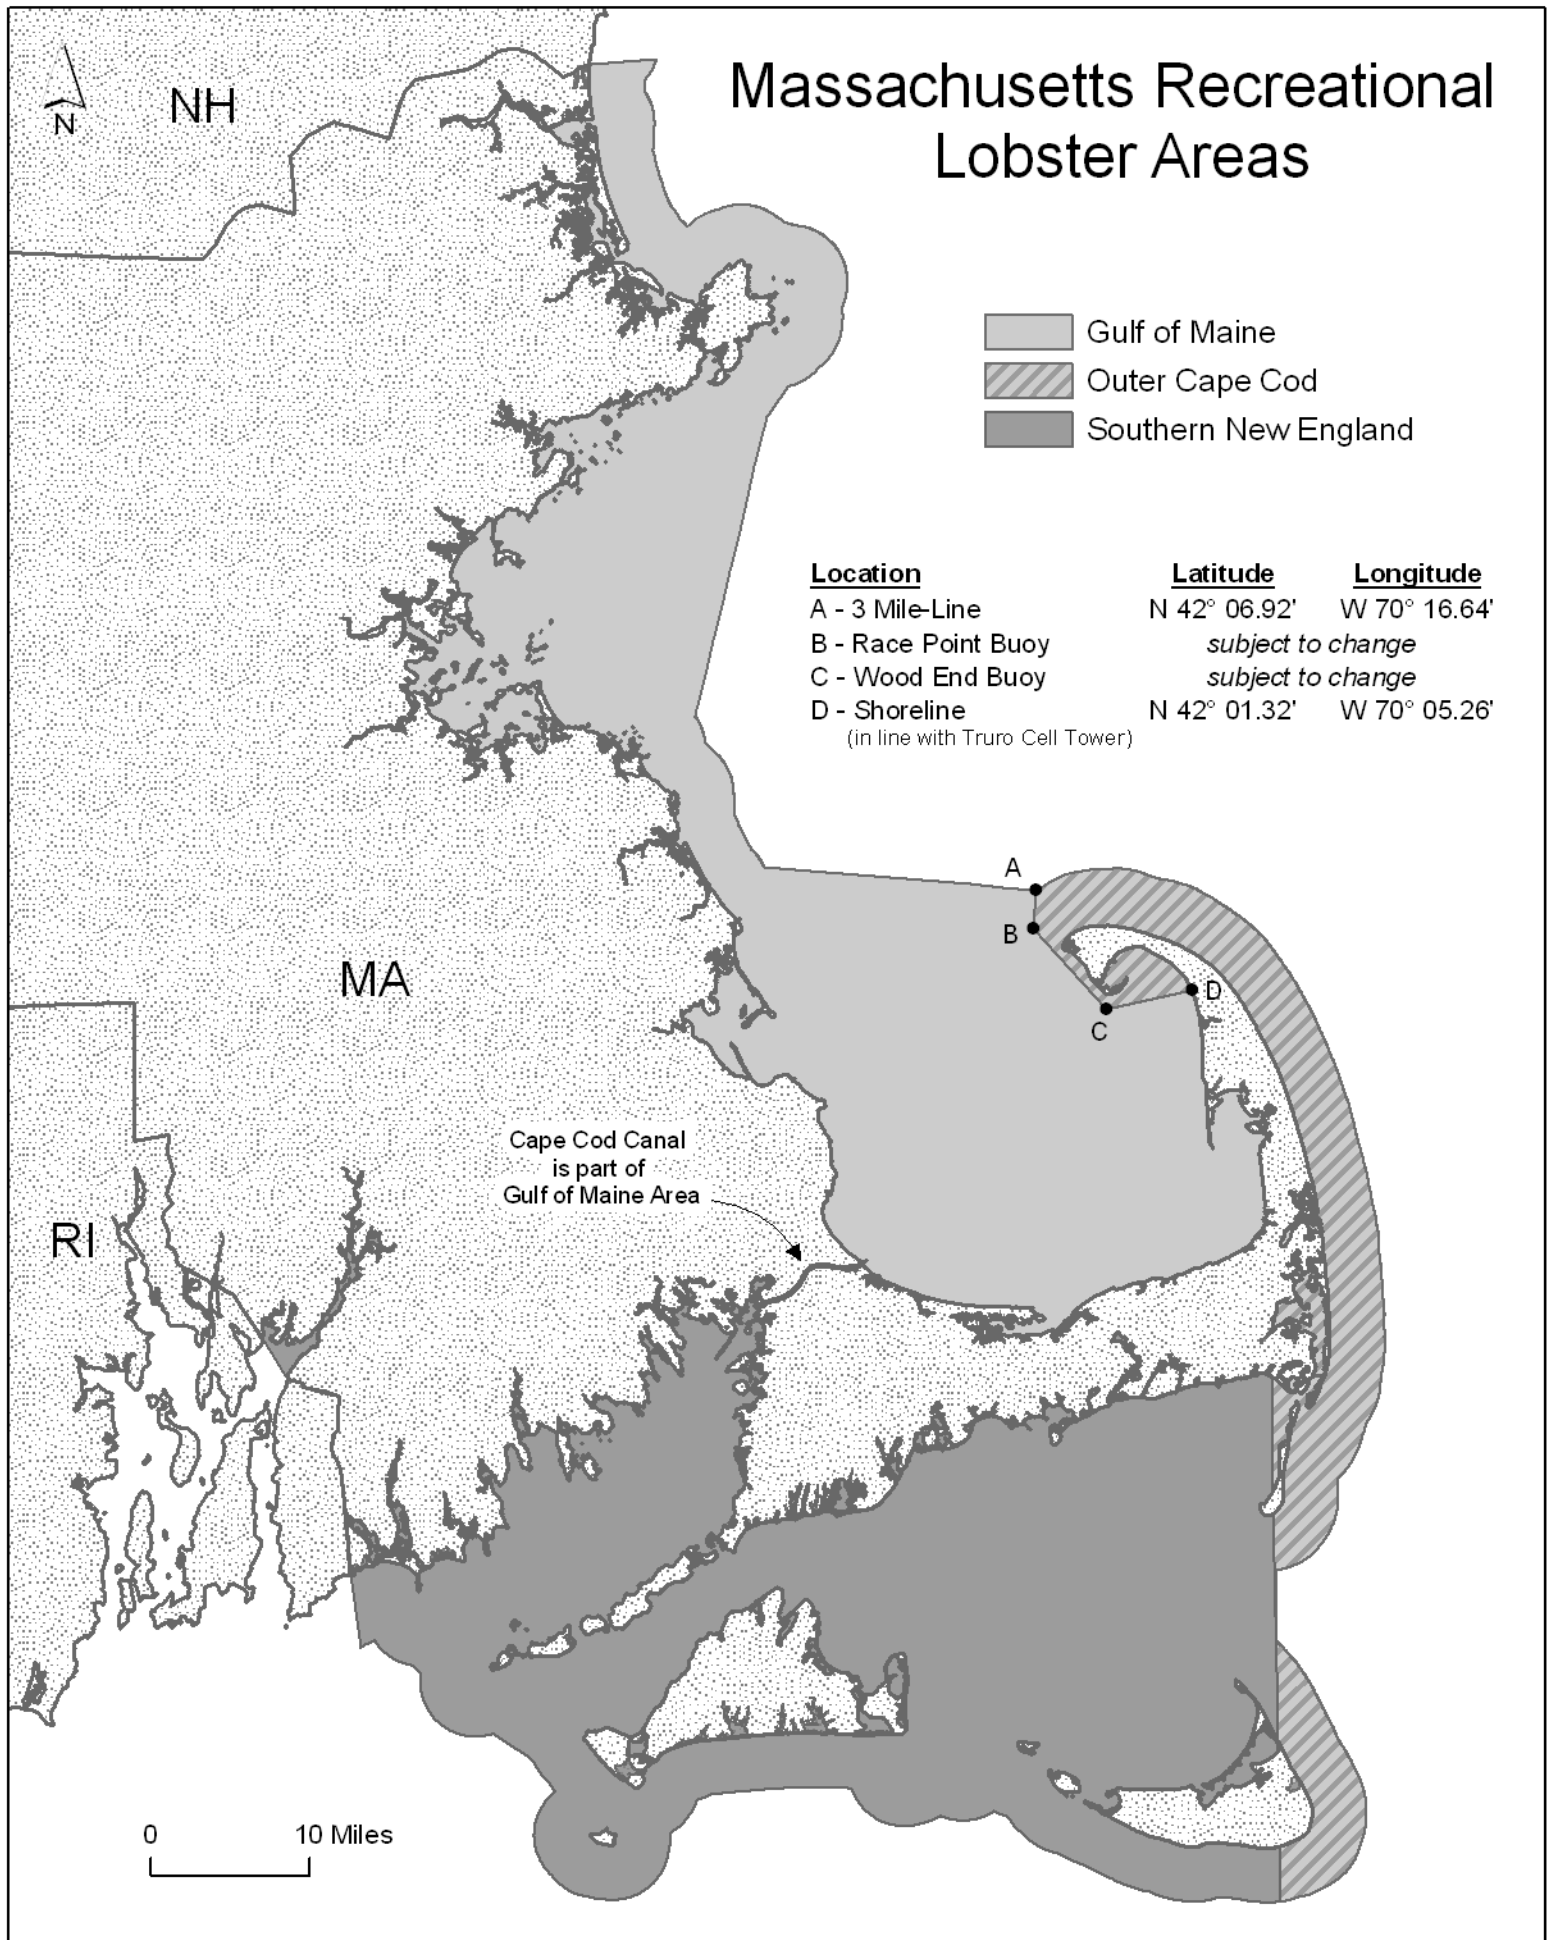 Massachusetts Recreational
Lobster Areas
NH
N
Gulf of Maine
Outer Cape Cod
Southern New England
Location Latitude Longitude
A - 3 Mile-Line N 42° 06.92' W 70° 16.64'
B - Race Point Buoy subject to change
C - Wood End Buoy subject to change
D - Shoreline N 42° 01.32' W 70° 05.26'
(in line with Truro Cell Tower)
A
B
MA
D
C
Cape Cod Canal
is part of
Gulf of Maine Area
RI
0 10 Miles